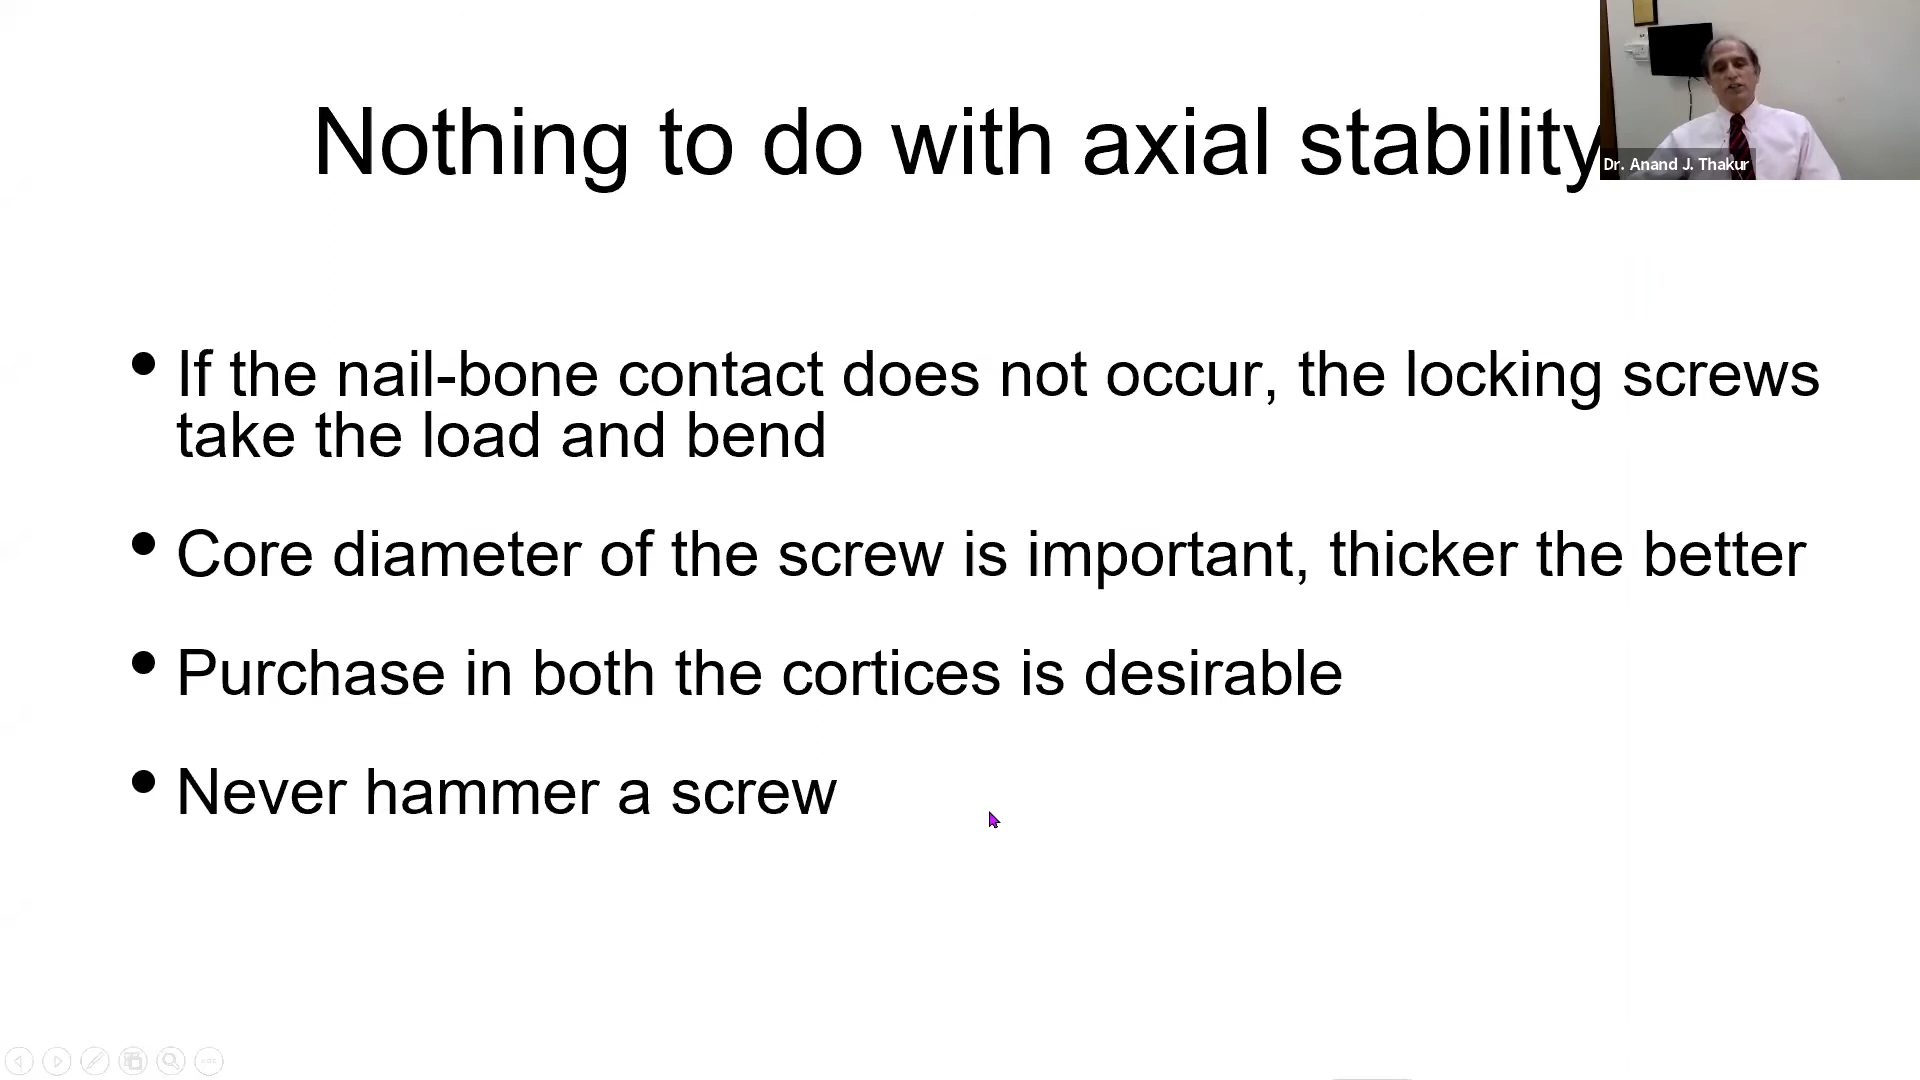 Nothing to do with axial stability
Dr. Anand J. Thakur
• If the nail-bone contact does not occur, the locking screws
take the load and bend
• Core diameter of the screw is important, thicker the better
• Purchase in both the cortices is desirable
• Never hammer a screw